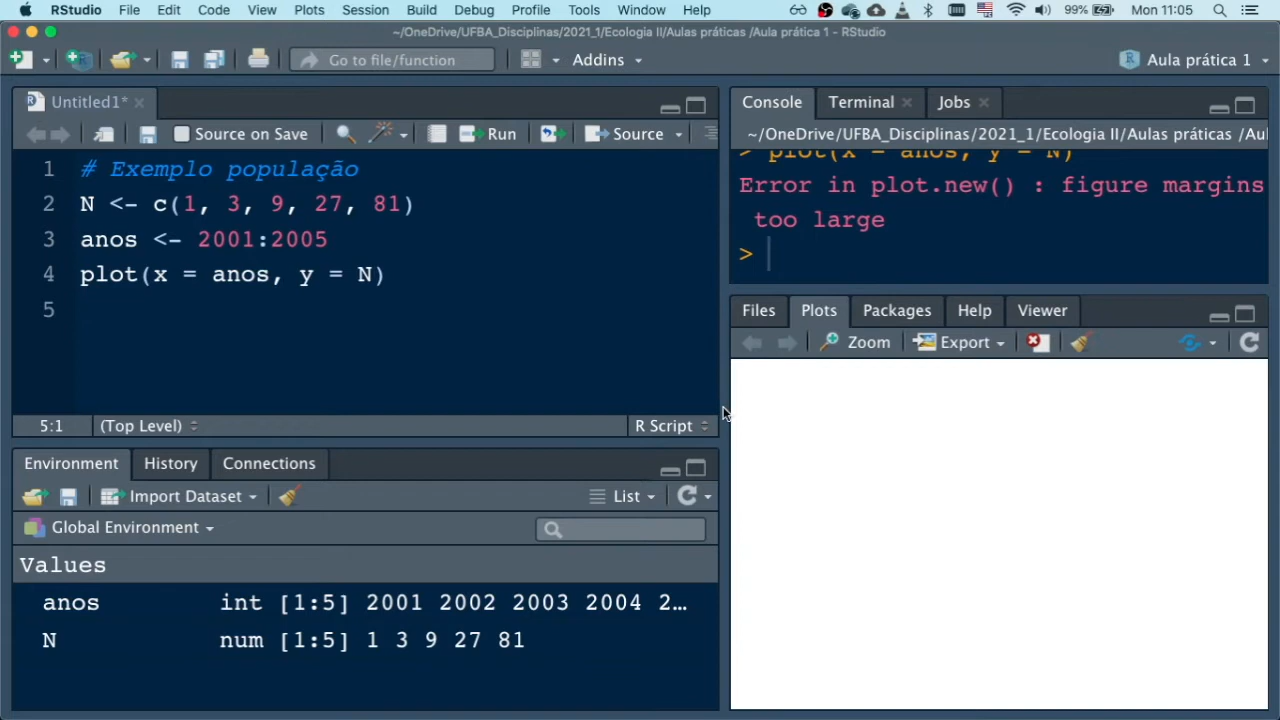 RStudio File Edit Code View Plots Session Build Debug Profile Tools Window Help 99% Mon 11:05
~/OneDrive/UFBA_Disciplinas/2021_1/Ecologia II/Aulas práticas /Aula prática 1 - RStudio
Go to file/function Addins Aula prática 1
Untitled1*
Source on Save Run Source
1 # Exemplo população
2 N <- c(1, 3, 9, 27, 81)
3 anos <- 2001:2005
4 plot(x = anos, y = N)
5
5:1 (Top Level) R Script
Environment History Connections
Import Dataset List
Global Environment
Values
anos int [1:5] 2001 2002 2003 2004 2…
N num [1:5] 1 3 9 27 81
Console Terminal Jobs
~/OneDrive/UFBA_Disciplinas/2021_1/Ecologia II/Aulas práticas /Aul
> plot(x = anos, y = N)
Error in plot.new() : figure margins
too large
>
Files Plots Packages Help Viewer
Zoom Export